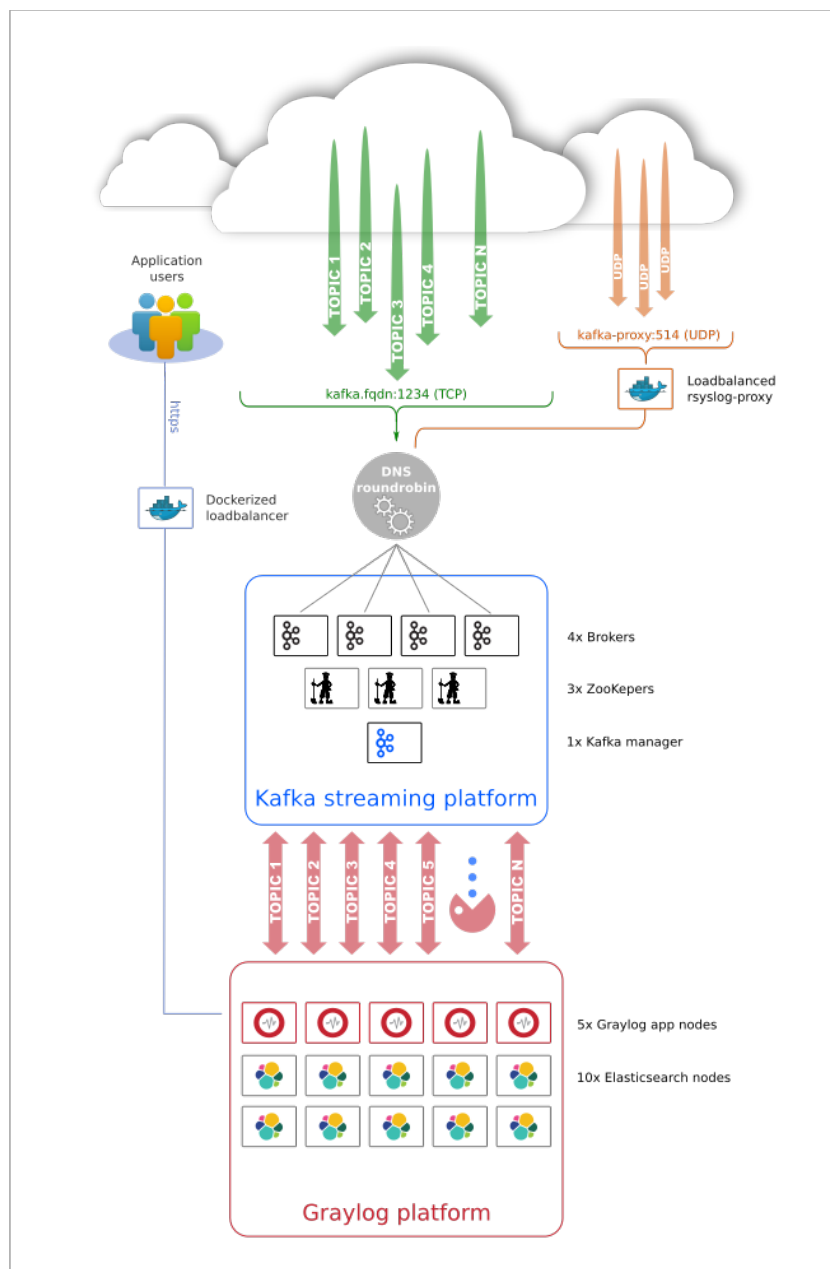 Application
users
TOPIC 1
TOPIC 2
TOPIC 3
TOPIC 4
TOPIC N
UDP
UDP
UDP
kafka-proxy:514 (UDP)
Loadbalanced
rsyslog-proxy
kafka.fqdn:1234 (TCP)
https
DNS
roundrobin
Dockerized
loadbalancer
4x Brokers
3x ZooKepers
1x Kafka manager
Kafka streaming platform
TOPIC 1
TOPIC 2
TOPIC 3
TOPIC 4
TOPIC 5
TOPIC N
5x Graylog app nodes
10x Elasticsearch nodes
Graylog platform